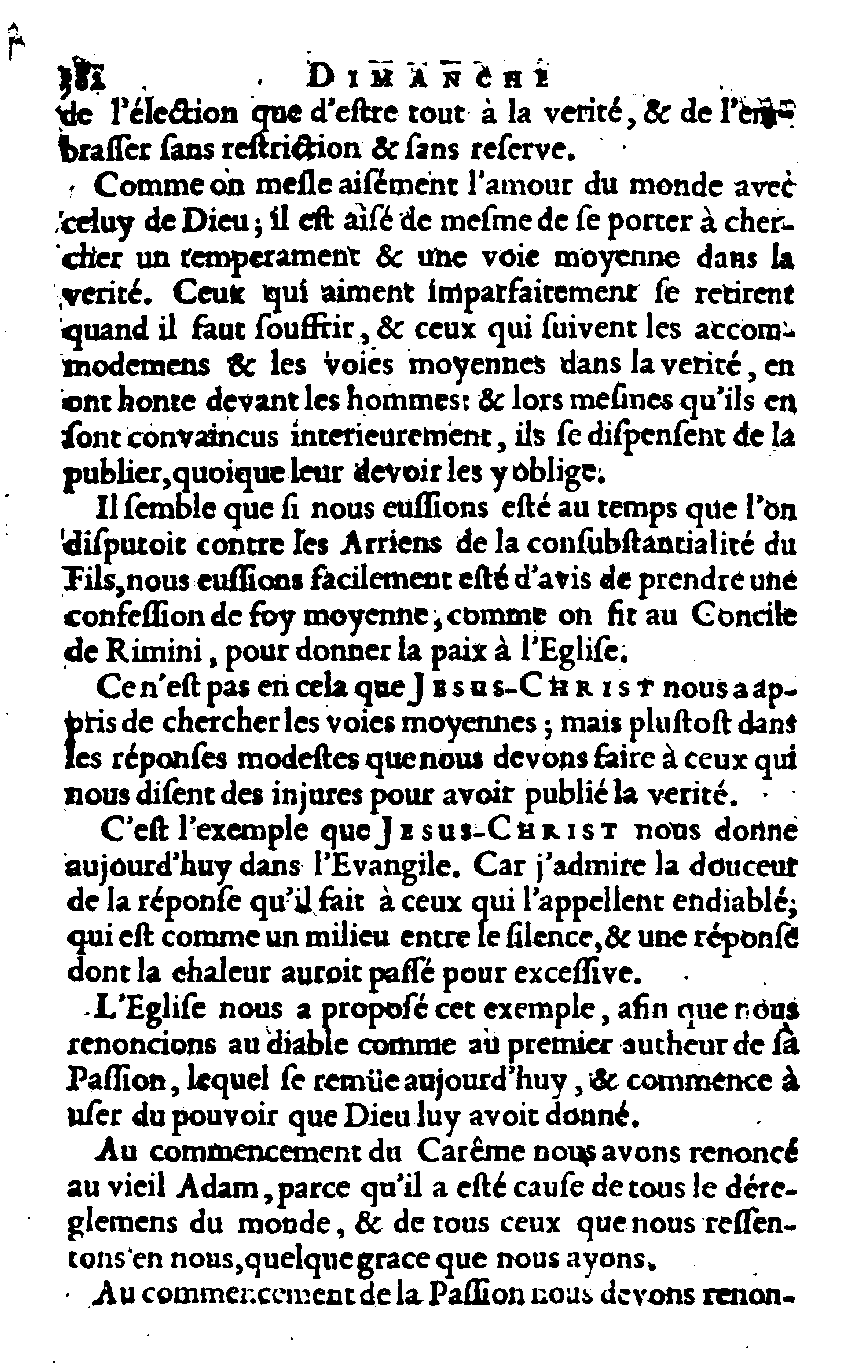 DIMANCHE
de l'élection que d'eſtre tout à la verité, & de l'em-
braſſer ſans reſtriction & ſans reſerve.
Comme on meſle aiſément l'amour du monde avec
celuy de Dieu; il eſt aiſé de meſme de ſe porter à cher-
cher un temperament & une voie moyenne dans la
verité. Ceux qui aiment imparfaitement ſe retirent
quand il faut ſouffrir, & ceux qui ſuivent les accom-
modemens & les voies moyennes dans la verité, en
ont honte devant les hommes: & lors meſmes qu'ils en
ſont convaincus interieurement, ils ſe diſpenſent de la
publier, quoique leur devoir les y oblige.
Il ſemble que ſi nous euſſions eſté au temps que l'on
diſputoit contre les Arriens de la conſubſtantialité du
Fils, nous euſſions facilement eſté d'avis de prendre une
confeſſion de foy moyenne, comme on fit au Concile
de Rimini, pour donner la paix à l'Egliſe.
Ce n'eſt pas en cela que JESUS-CHRIST nous a ap-
pris de chercher les voies moyennes; mais pluſtoſt dans
les réponſes modeſtes que nous devons faire à ceux qui
nous diſent des injures pour avoir publié la verité.
C'eſt l'exemple que JESUS-CHRIST nous donne
aujourd'huy dans l'Evangile. Car j'admire la douceur
de la réponſe qu'il fait à ceux qui l'appellent endiablé,
qui eſt comme un milieu entre le ſilence, & une réponſe
dont la chaleur auroit paſſé pour exceſſive.
L'Egliſe nous a propoſé cet exemple, afin que nous
renoncions au diable comme au premier autheur de ſa
Paſſion, lequel ſe remüe aujourd'huy, & commence à
uſer du pouvoir que Dieu luy avoit donné.
Au commencement du Carême nous avons renoncé
au vieil Adam, parce qu'il a eſté cauſe de tous le dére-
glemens du monde, & de tous ceux que nous reſſen-
tons en nous, quelque grace que nous ayons.
Au commencement de la Paſſion nous devons renon-